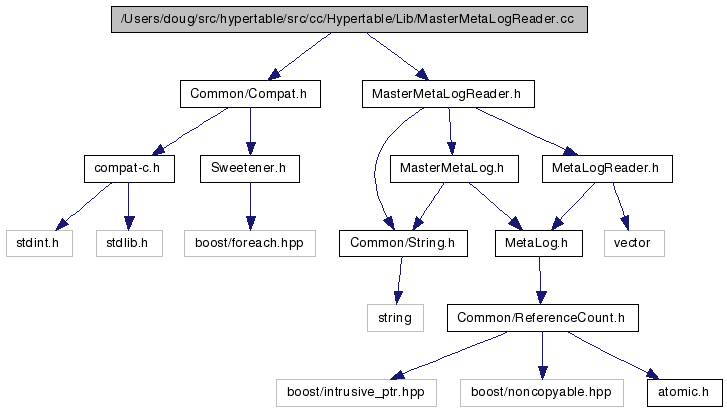 /Users/doug/src/hypertable/src/cc/Hypertable/Lib/MasterMetaLogReader.cc
Common/Compat.h
MasterMetaLogReader.h
compat-c.h
Sweetener.h
MasterMetaLog.h
MetaLogReader.h
stdint.h
stdlib.h
boost/foreach.hpp
Common/String.h
MetaLog.h
vector
string
Common/ReferenceCount.h
boost/intrusive_ptr.hpp
boost/noncopyable.hpp
atomic.h